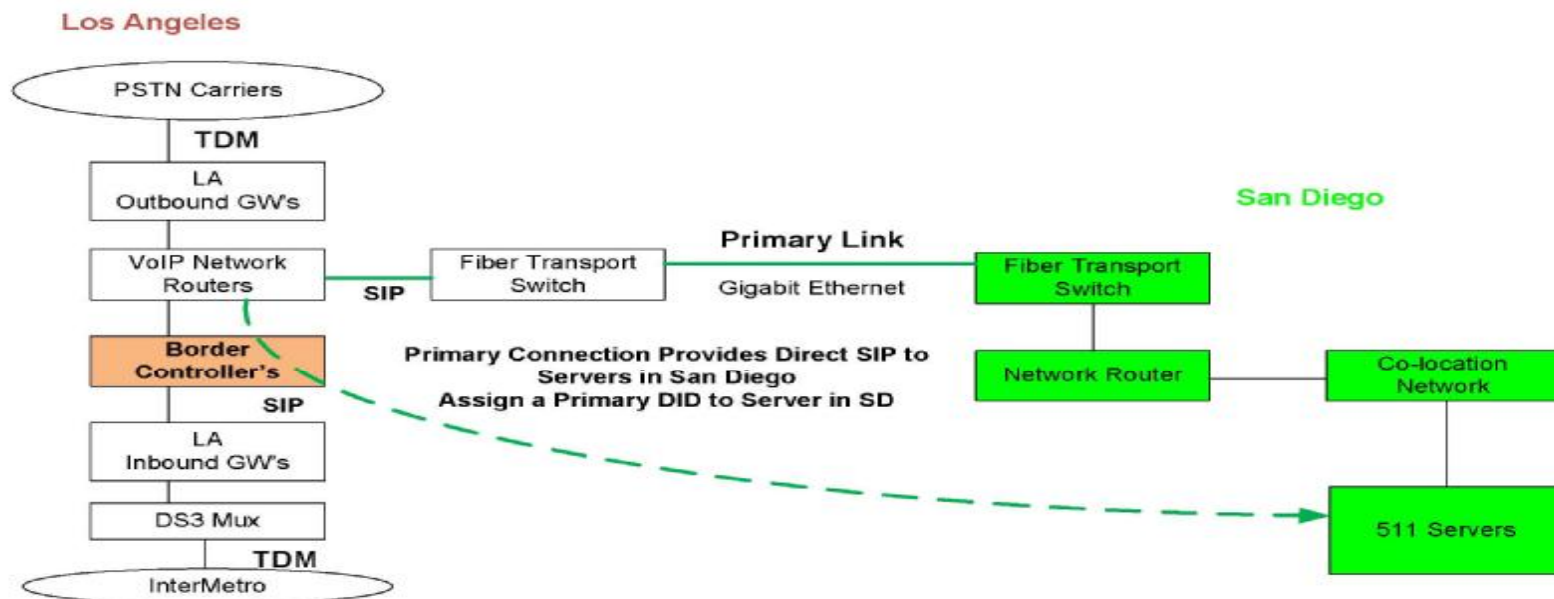 Los Angeles
PSTN Carriers
TDM
LA
Outbound GW's
San Diego
VoIP Network
Routers
SIP
Fiber Transport
Switch
Primary Link
Gigabit Ethernet
Fiber Transport
Switch
Border
Controller's
SIP
Primary Connection Provides Direct SIP to
Servers in San Diego
Assign a Primary DID to Server in SD
Network Router
Co-location
Network
LA
Inbound GW's
DS3 Mux
TDM
InterMetro
511 Servers